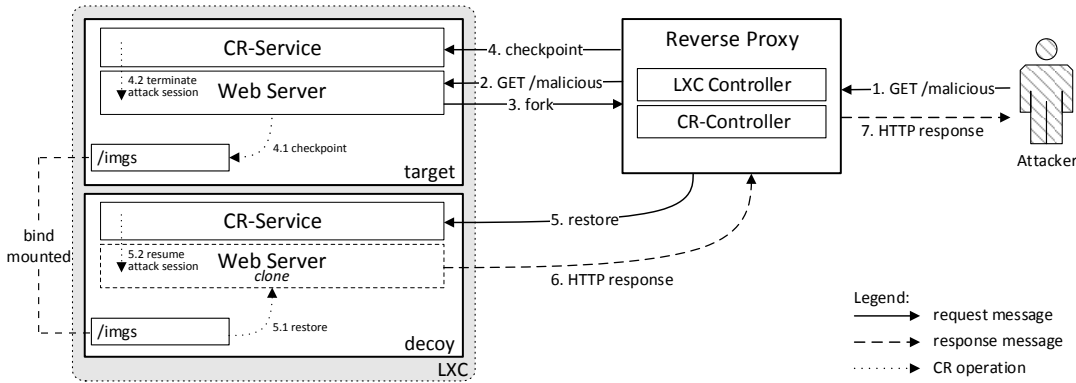 CR-Service
4.2 terminate
attack session
Web Server
4.1 checkpoint
/imgs
target
CR-Service
5.2 resume
attack session
Web Server
clone
/imgs
5.1 restore
decoy
LXC
bind
mounted
4. checkpoint
2. GET /malicious
3. fork
5. restore
6. HTTP response
Reverse Proxy
LXC Controller
CR-Controller
1. GET /malicious
7. HTTP response
Attacker
Legend:
request message
response message
CR operation